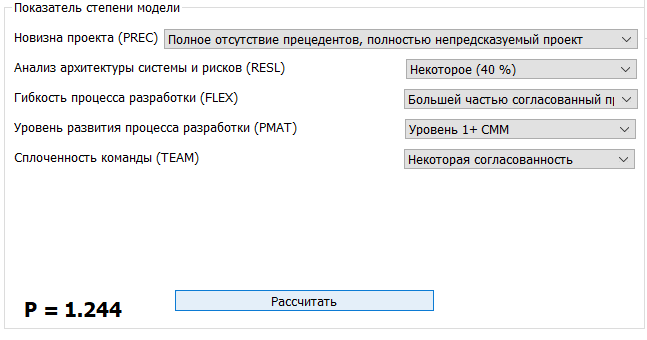 Показатель степени модели
Новизна проекта (PREC) Полное отсутствие прецедентов, полностью непредсказуемый проект
Анализ архитектуры системы и рисков (RESL) Некоторое (40 %)
Гибкость процесса разработки (FLEX) Большей частью согласованный п
Уровень развития процесса разработки (PMAT) Уровень 1+ СММ
Сплоченность команды (TEAM) Некоторая согласованность
P = 1.244 Рассчитать